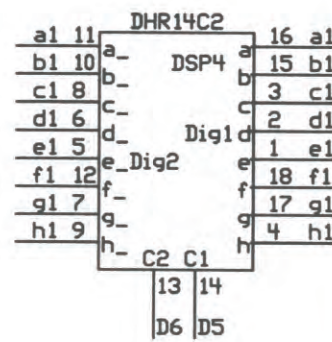 DHR14C2
a1 11 a_ DSP4 a 16 a1
b1 10 b_ b 15 b1
c1 8 c_ c 3 c1
d1 6 d_ Dig1 d 2 d1
e1 5 e_ Dig2 e 1 e1
f1 12 f_ f 18 f1
g1 7 g_ g 17 g1
h1 9 h_ h 4 h1
C2 C1
13 14
D6 D5